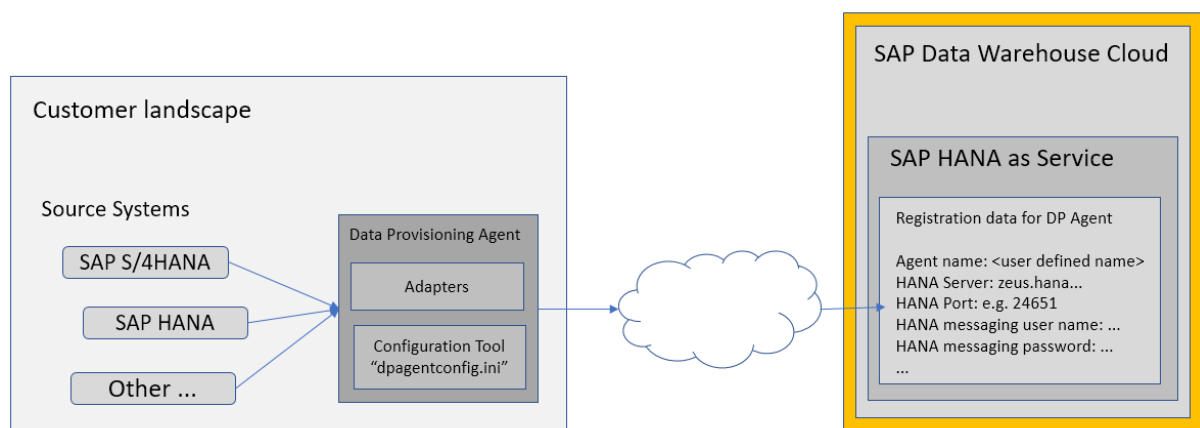 Customer landscape
Source Systems
SAP S/4HANA
SAP HANA
Other ...
Data Provisioning Agent
Adapters
Configuration Tool
“dpagentconfig.ini”
SAP Data Warehouse Cloud
SAP HANA as Service
Registration data for DP Agent
Agent name: <user defined name>
HANA Server: zeus.hana...
HANA Port: e.g. 24651
HANA messaging user name: ...
HANA messaging password: ...
...